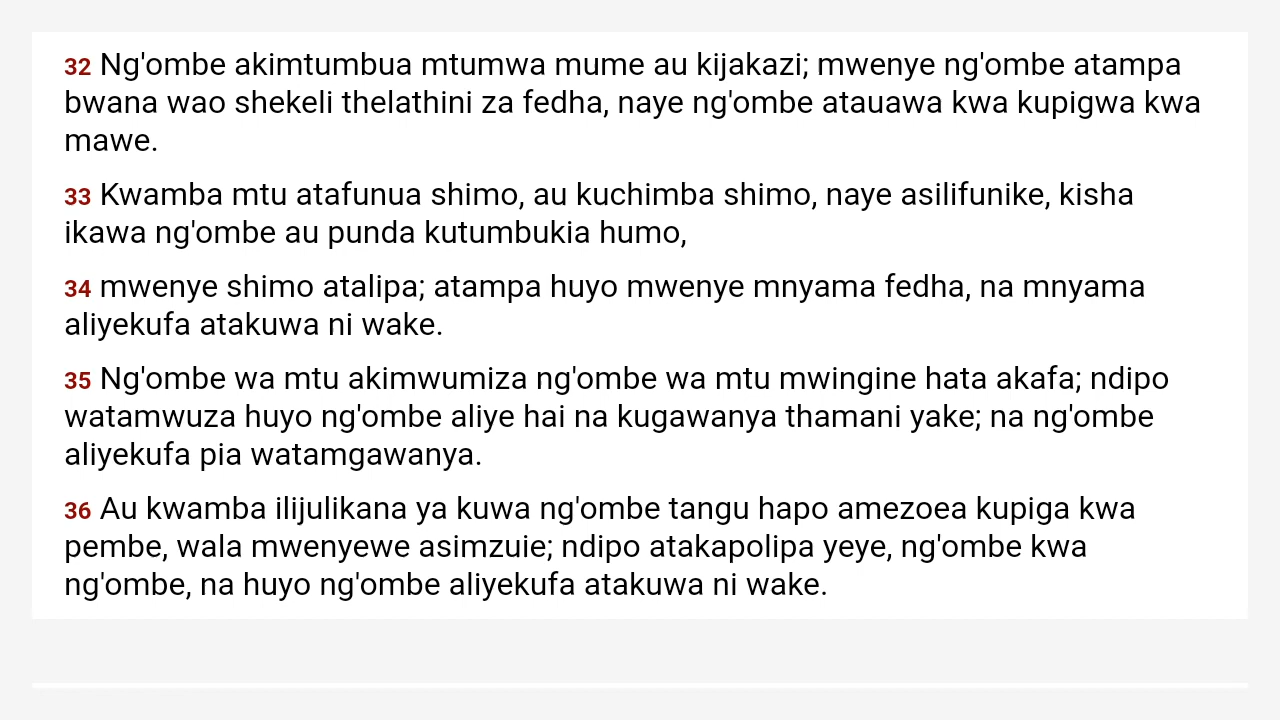 32 Ng'ombe akimtumbua mtumwa mume au kijakazi; mwenye ng'ombe atampa
bwana wao shekeli thelathini za fedha, naye ng'ombe atauawa kwa kupigwa kwa
mawe.
33 Kwamba mtu atafunua shimo, au kuchimba shimo, naye asilifunike, kisha
ikawa ng'ombe au punda kutumbukia humo,
34 mwenye shimo atalipa; atampa huyo mwenye mnyama fedha, na mnyama
aliyekufa atakuwa ni wake.
35 Ng'ombe wa mtu akimwumiza ng'ombe wa mtu mwingine hata akafa; ndipo
watamwuza huyo ng'ombe aliye hai na kugawanya thamani yake; na ng'ombe
aliyekufa pia watamgawanya.
36 Au kwamba ilijulikana ya kuwa ng'ombe tangu hapo amezoea kupiga kwa
pembe, wala mwenyewe asimzuie; ndipo atakapolipa yeye, ng'ombe kwa
ng'ombe, na huyo ng'ombe aliyekufa atakuwa ni wake.